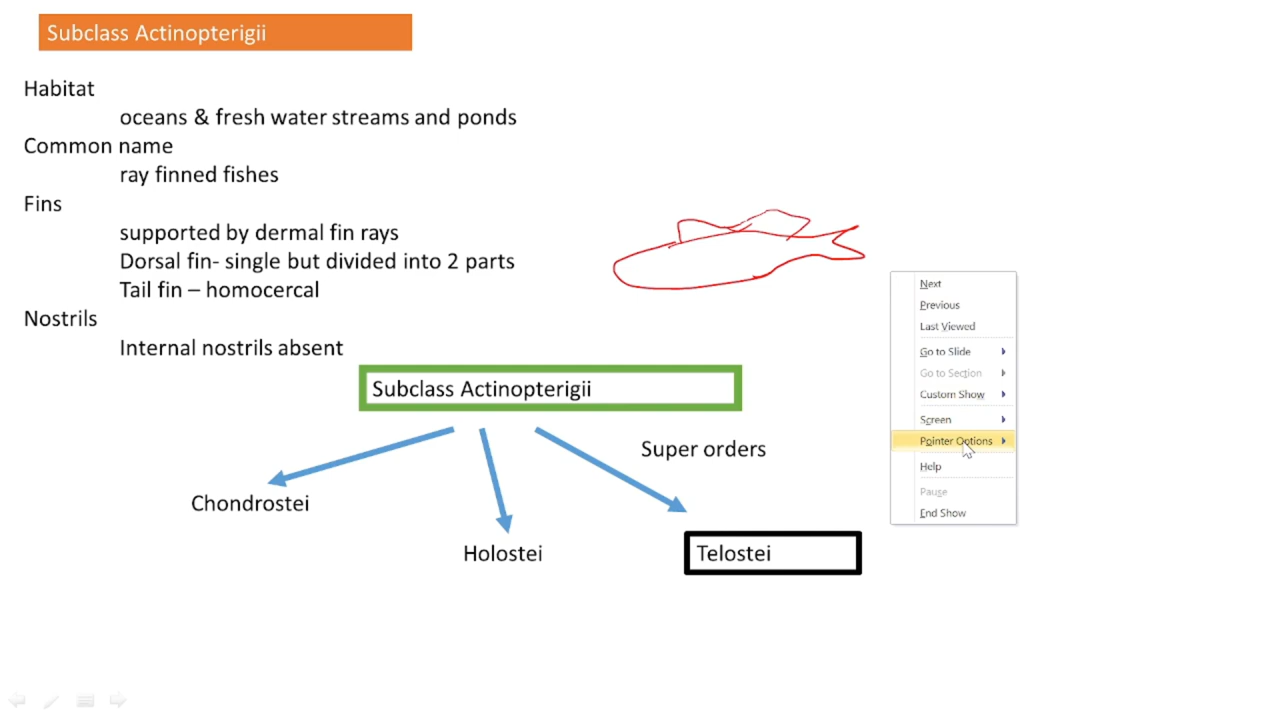 Subclass Actinopterigii
Habitat
oceans & fresh water streams and ponds
Common name
ray finned fishes
Fins
supported by dermal fin rays
Dorsal fin- single but divided into 2 parts
Tail fin – homocercal
Nostrils
Internal nostrils absent
Subclass Actinopterigii
Super orders
Chondrostei
Holostei
Telostei
Next
Previous
Last Viewed
Go to Slide
Go to Section
Custom Show
Screen
Pointer Options
Help
Pause
End Show